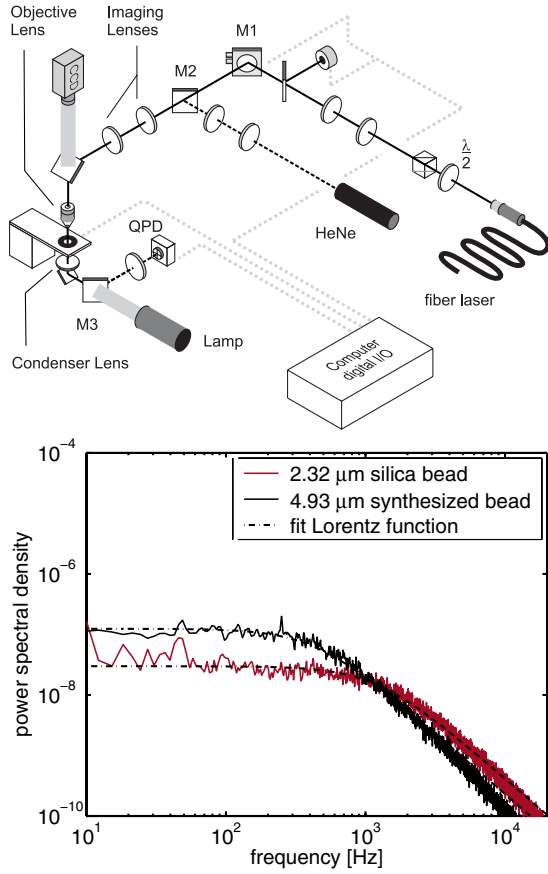 Objective
Lens
Imaging
Lenses
M1
M2
λ/2
QPD
HeNe
fiber laser
M3
Lamp
Condenser Lens
Computer
digital I/O
10^-4
10^-6
10^-8
10^-10
power spectral density
2.32 µm silica bead
4.93 µm synthesized bead
fit Lorentz function
10^1
10^2
10^3
10^4
frequency [Hz]